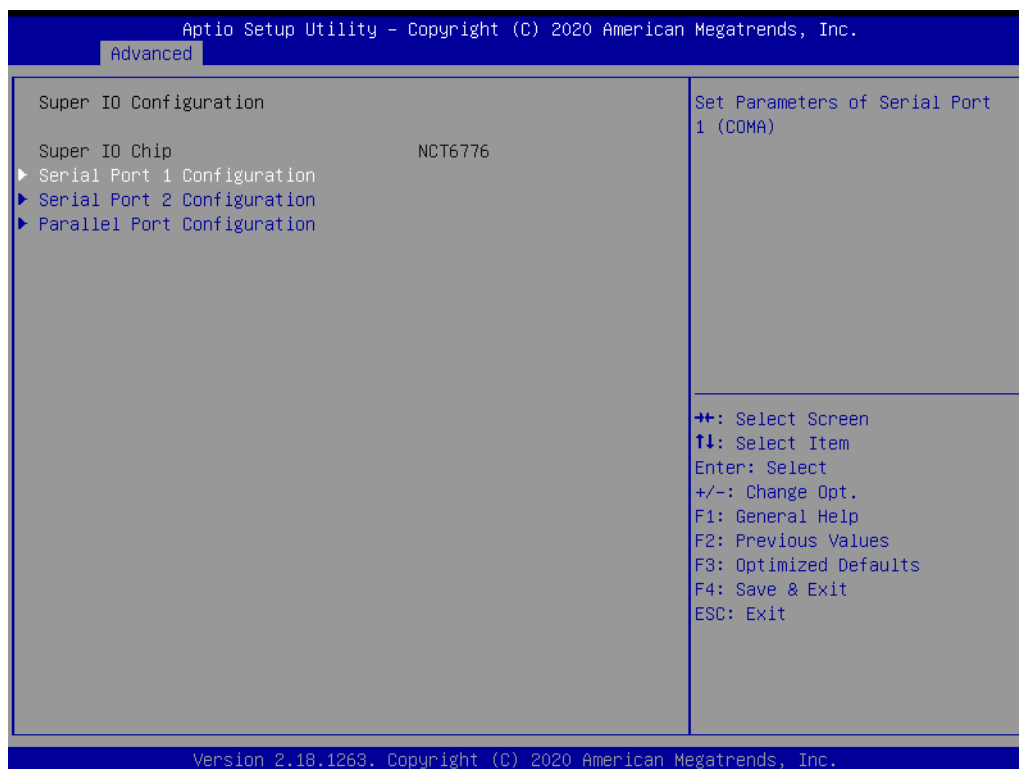 Aptio Setup Utility – Copyright (C) 2020 American Megatrends, Inc.
Advanced
Super IO Configuration
Super IO Chip NCT6776
▶ Serial Port 1 Configuration
▶ Serial Port 2 Configuration
▶ Parallel Port Configuration
Set Parameters of Serial Port
1 (COMA)
→←: Select Screen
↑↓: Select Item
Enter: Select
+/-: Change Opt.
F1: General Help
F2: Previous Values
F3: Optimized Defaults
F4: Save & Exit
ESC: Exit
Version 2.18.1263. Copyright (C) 2020 American Megatrends, Inc.